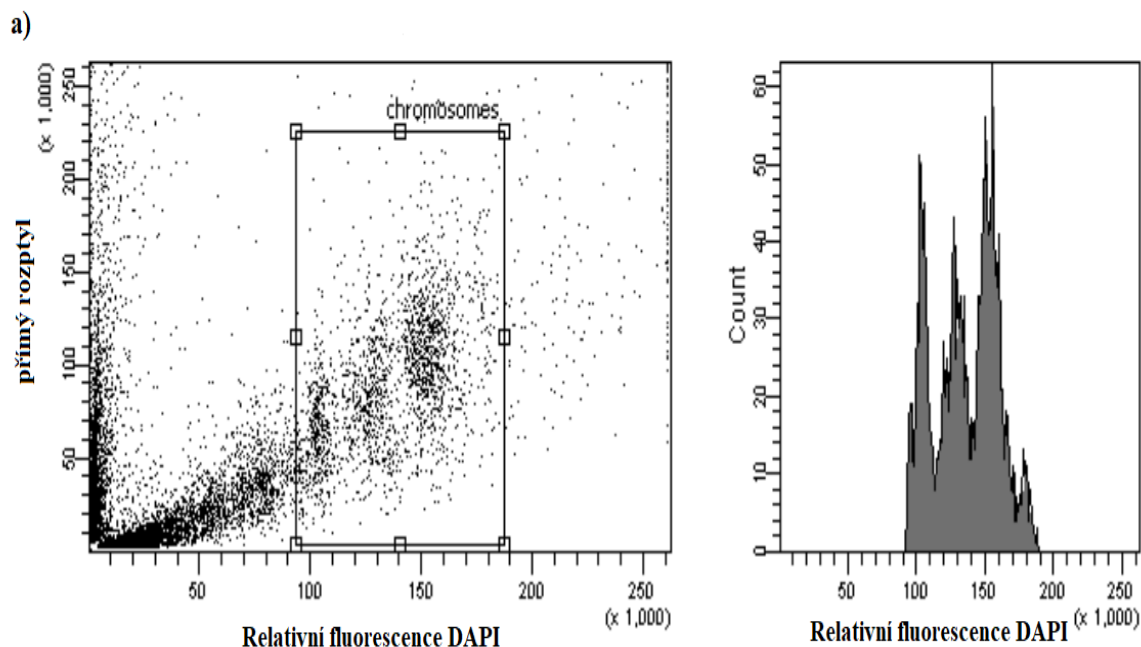 a)
(x 1,000)
250
200
150
100
50
přímý rozptyl
chromosomes
50
100
150
200
250
(x 1,000)
Relativní fluorescence DAPI
Count
60
50
40
30
20
10
0
50
100
150
200
250
(x 1,000)
Relativní fluorescence DAPI